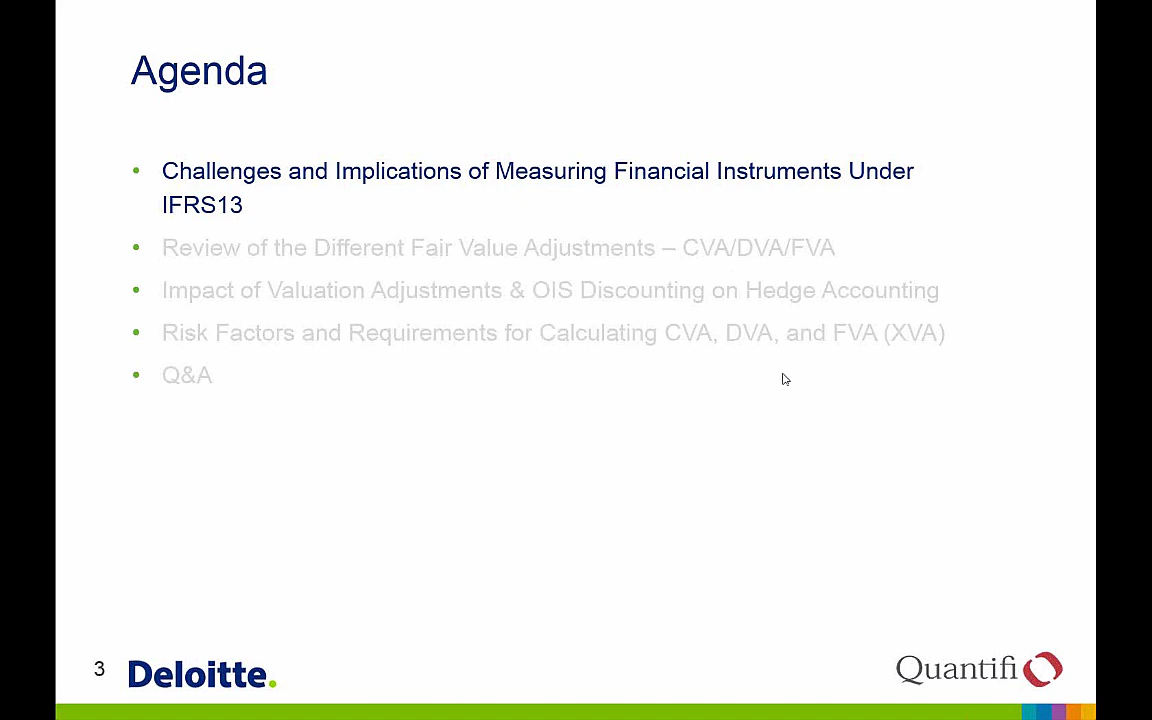 Agenda
• Challenges and Implications of Measuring Financial Instruments Under
IFRS13
• Review of the Different Fair Value Adjustments – CVA/DVA/FVA
• Impact of Valuation Adjustments & OIS Discounting on Hedge Accounting
• Risk Factors and Requirements for Calculating CVA, DVA, and FVA (XVA)
• Q&A
3 Deloitte. Quantifi